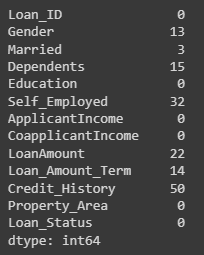 Loan_ID 0
Gender 13
Married 3
Dependents 15
Education 0
Self_Employed 32
ApplicantIncome 0
CoapplicantIncome 0
LoanAmount 22
Loan_Amount_Term 14
Credit_History 50
Property_Area 0
Loan_Status 0
dtype: int64